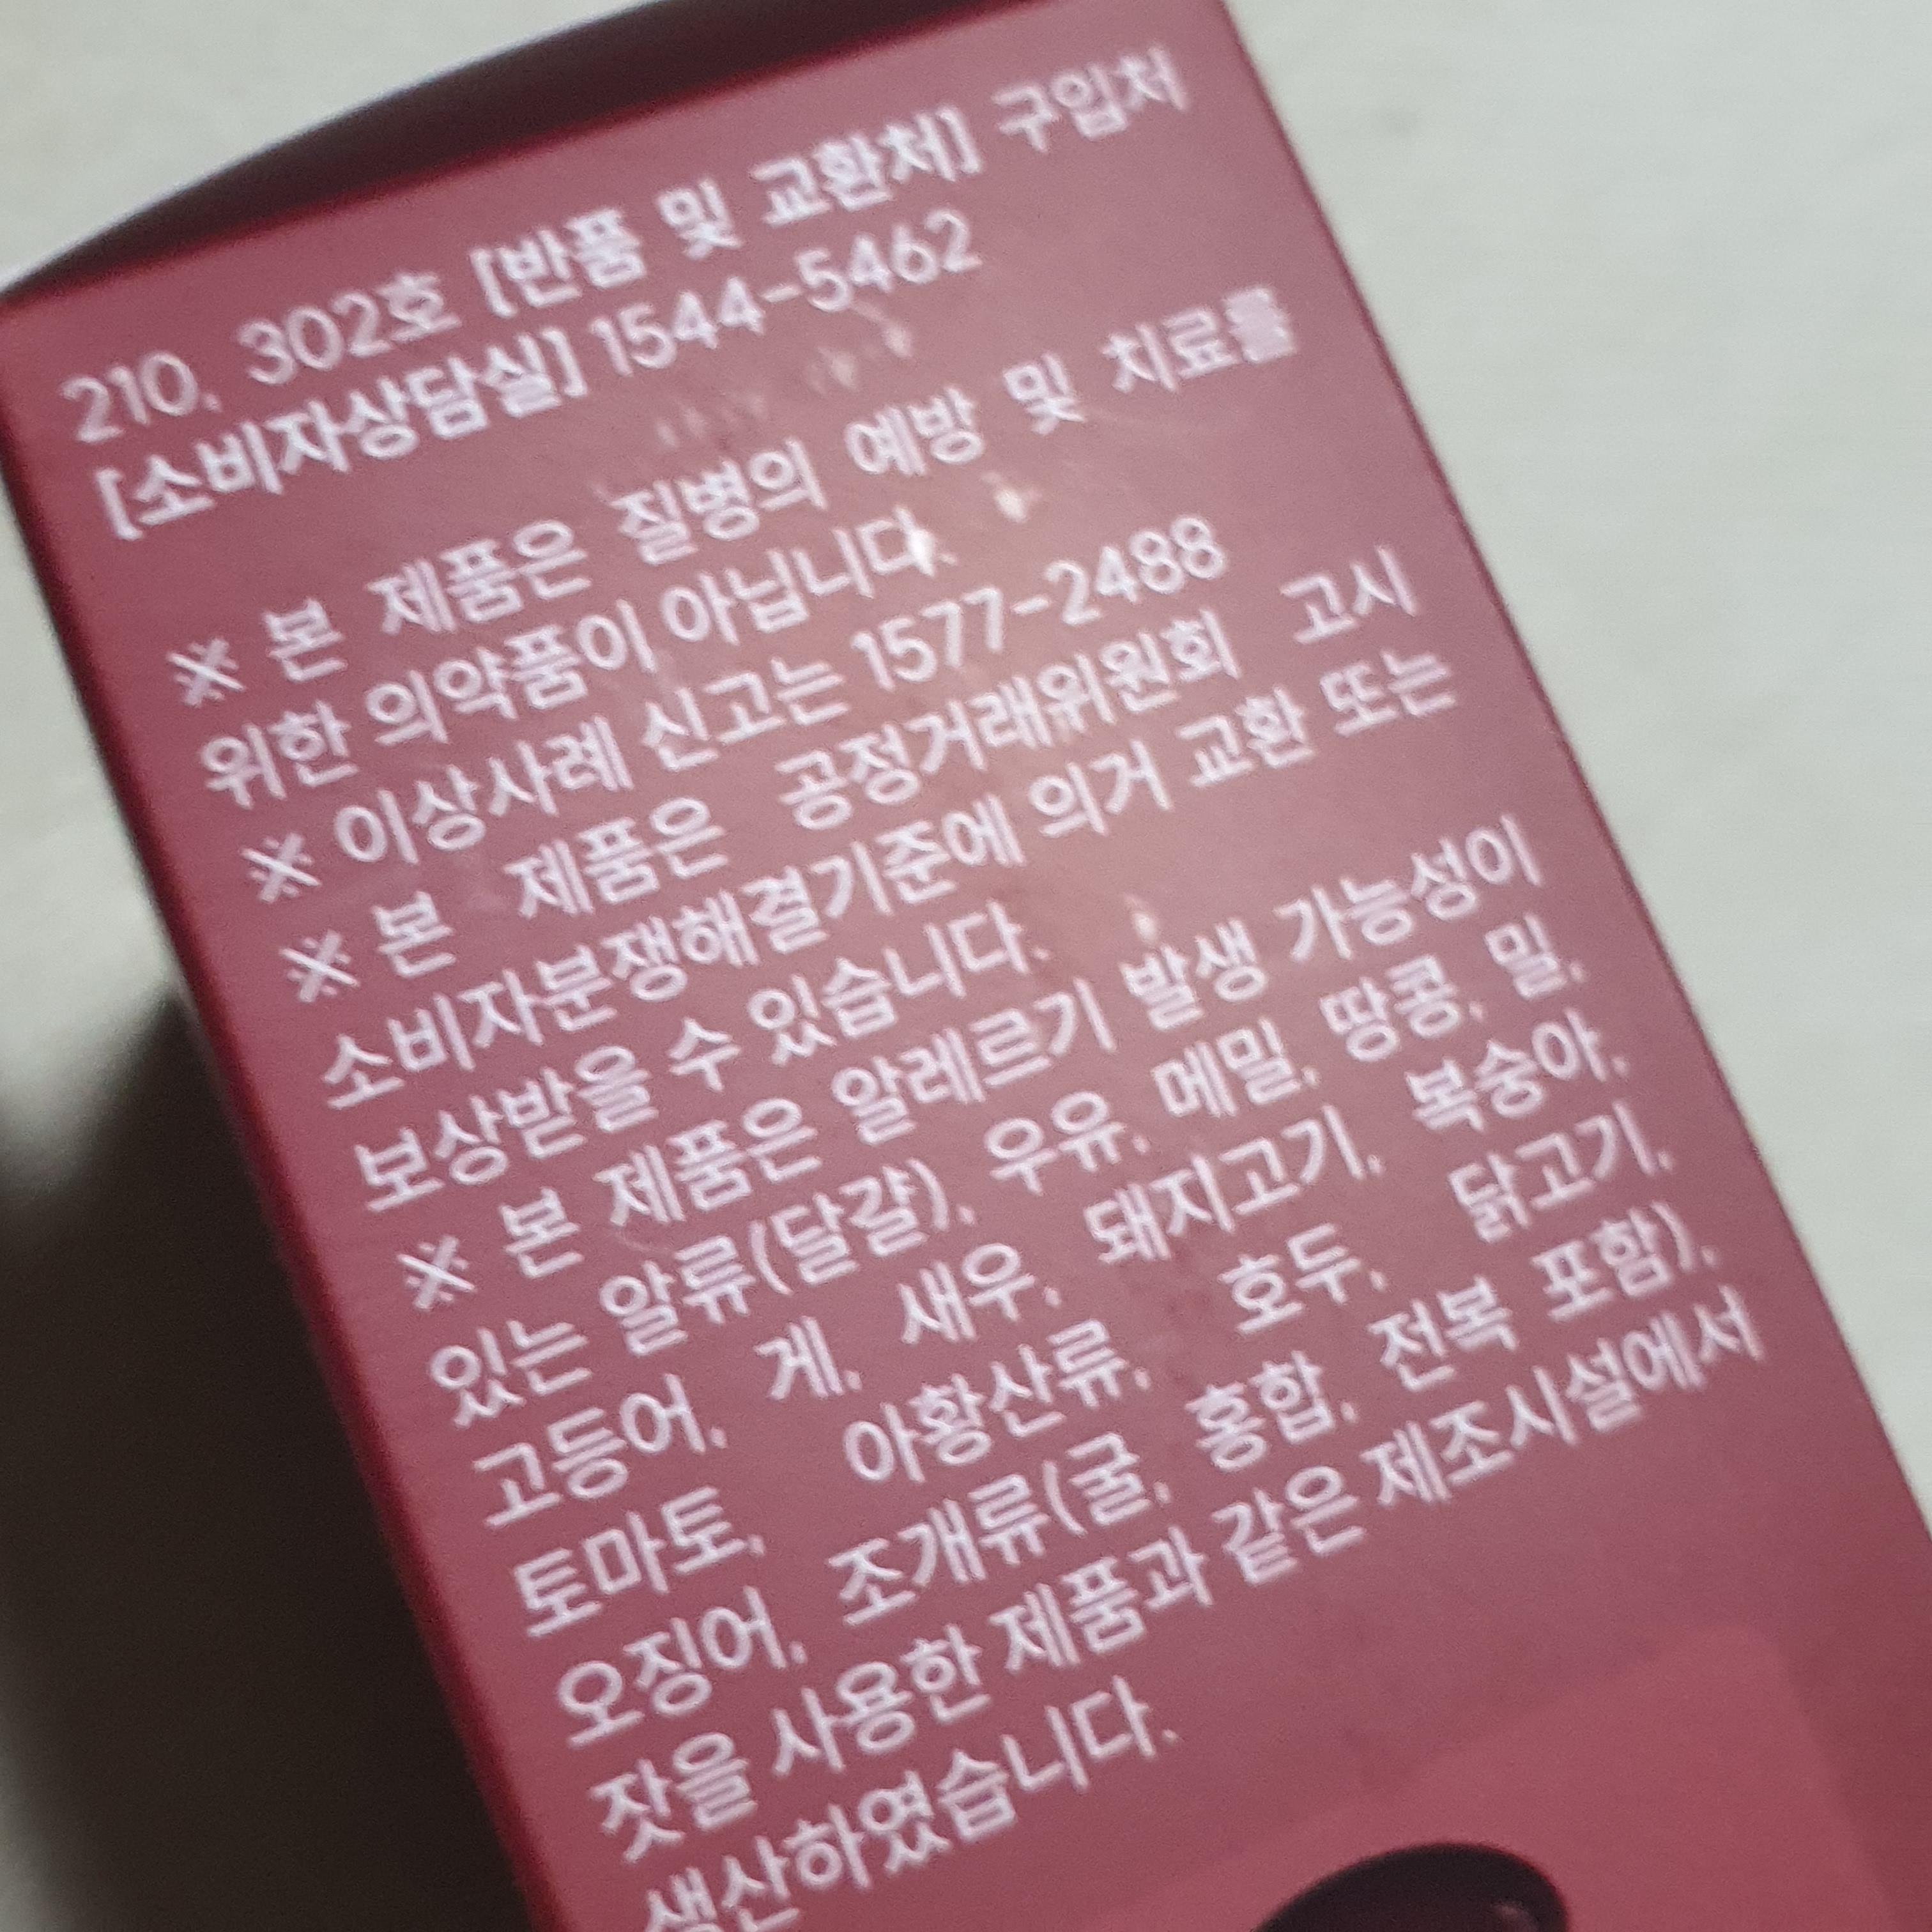 210, 302호 [반품 및 교환처] 구입처
[소비자상담실] 1544-5462
※ 본 제품은 질병의 예방 및 치료를
위한 의약품이 아닙니다.
※ 이상사례 신고는 1577-2488
※ 본 제품은 공정거래위원회 고시
소비자분쟁해결기준에 의거 교환 또는
보상받을 수 있습니다.
※ 본 제품은 알레르기 발생 가능성이
있는 알류(달걀), 우유, 메밀, 땅콩, 밀,
고등어, 게, 새우, 돼지고기, 복숭아,
토마토, 아황산류, 호두, 닭고기,
오징어, 조개류(굴, 홍합, 전복 포함),
잣을 사용한 제품과 같은 제조시설에서
생산하였습니다.